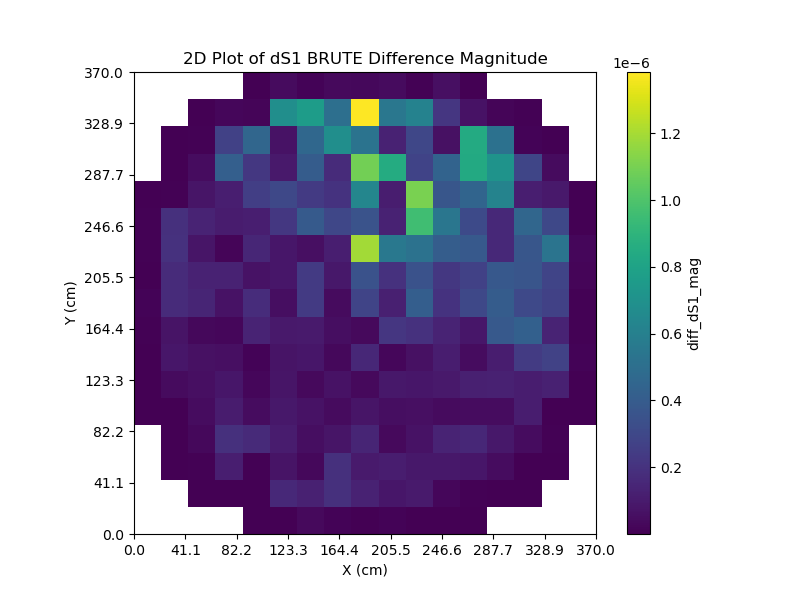 2D Plot of dS1 BRUTE Difference Magnitude
1e−6
370.0
328.9
287.7
246.6
205.5
164.4
123.3
82.2
41.1
0.0
Y (cm)
0.0 41.1 82.2 123.3 164.4 205.5 246.6 287.7 328.9 370.0
X (cm)
1.2
1.0
0.8
0.6
0.4
0.2
diff_dS1_mag